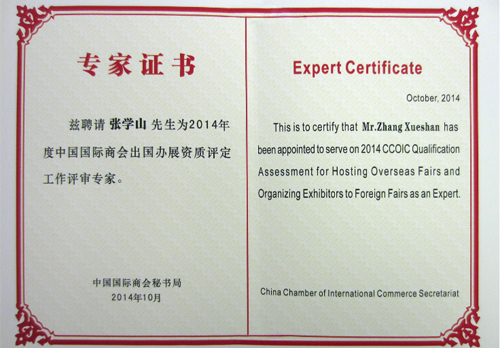 专家证书
兹聘请 张学山 先生为2014年
度中国国际商会出国办展资质评定
工作评审专家。
中国国际商会秘书局
2014年10月
Expert Certificate
October, 2014
This is to certify that Mr.Zhang Xueshan has
been appointed to serve on 2014 CCOIC Qualification
Assessment for Hosting Overseas Fairs and
Organizing Exhibitors to Foreign Fairs as an Expert.
China Chamber of International Commerce Secretariat